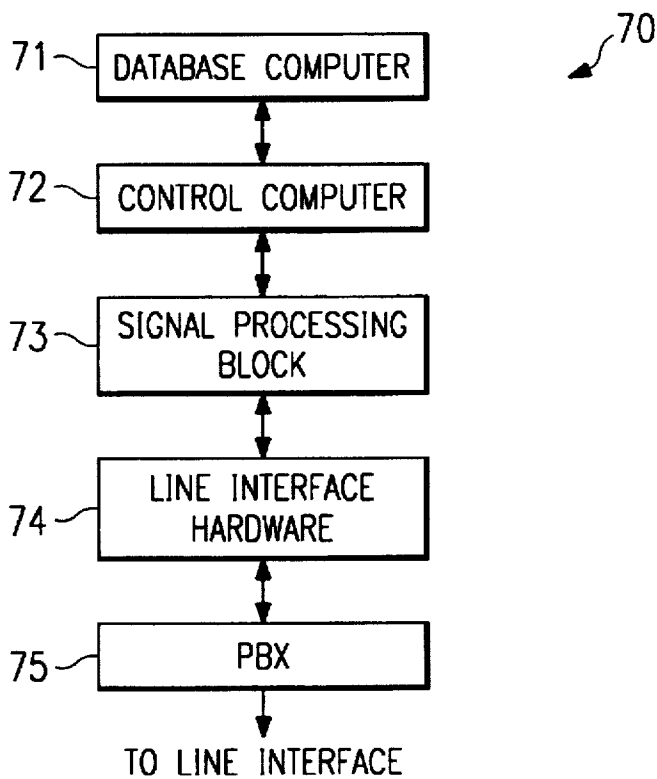 70
71 DATABASE COMPUTER
72 CONTROL COMPUTER
73 SIGNAL PROCESSING
BLOCK
74 LINE INTERFACE
HARDWARE
75 PBX
TO LINE INTERFACE